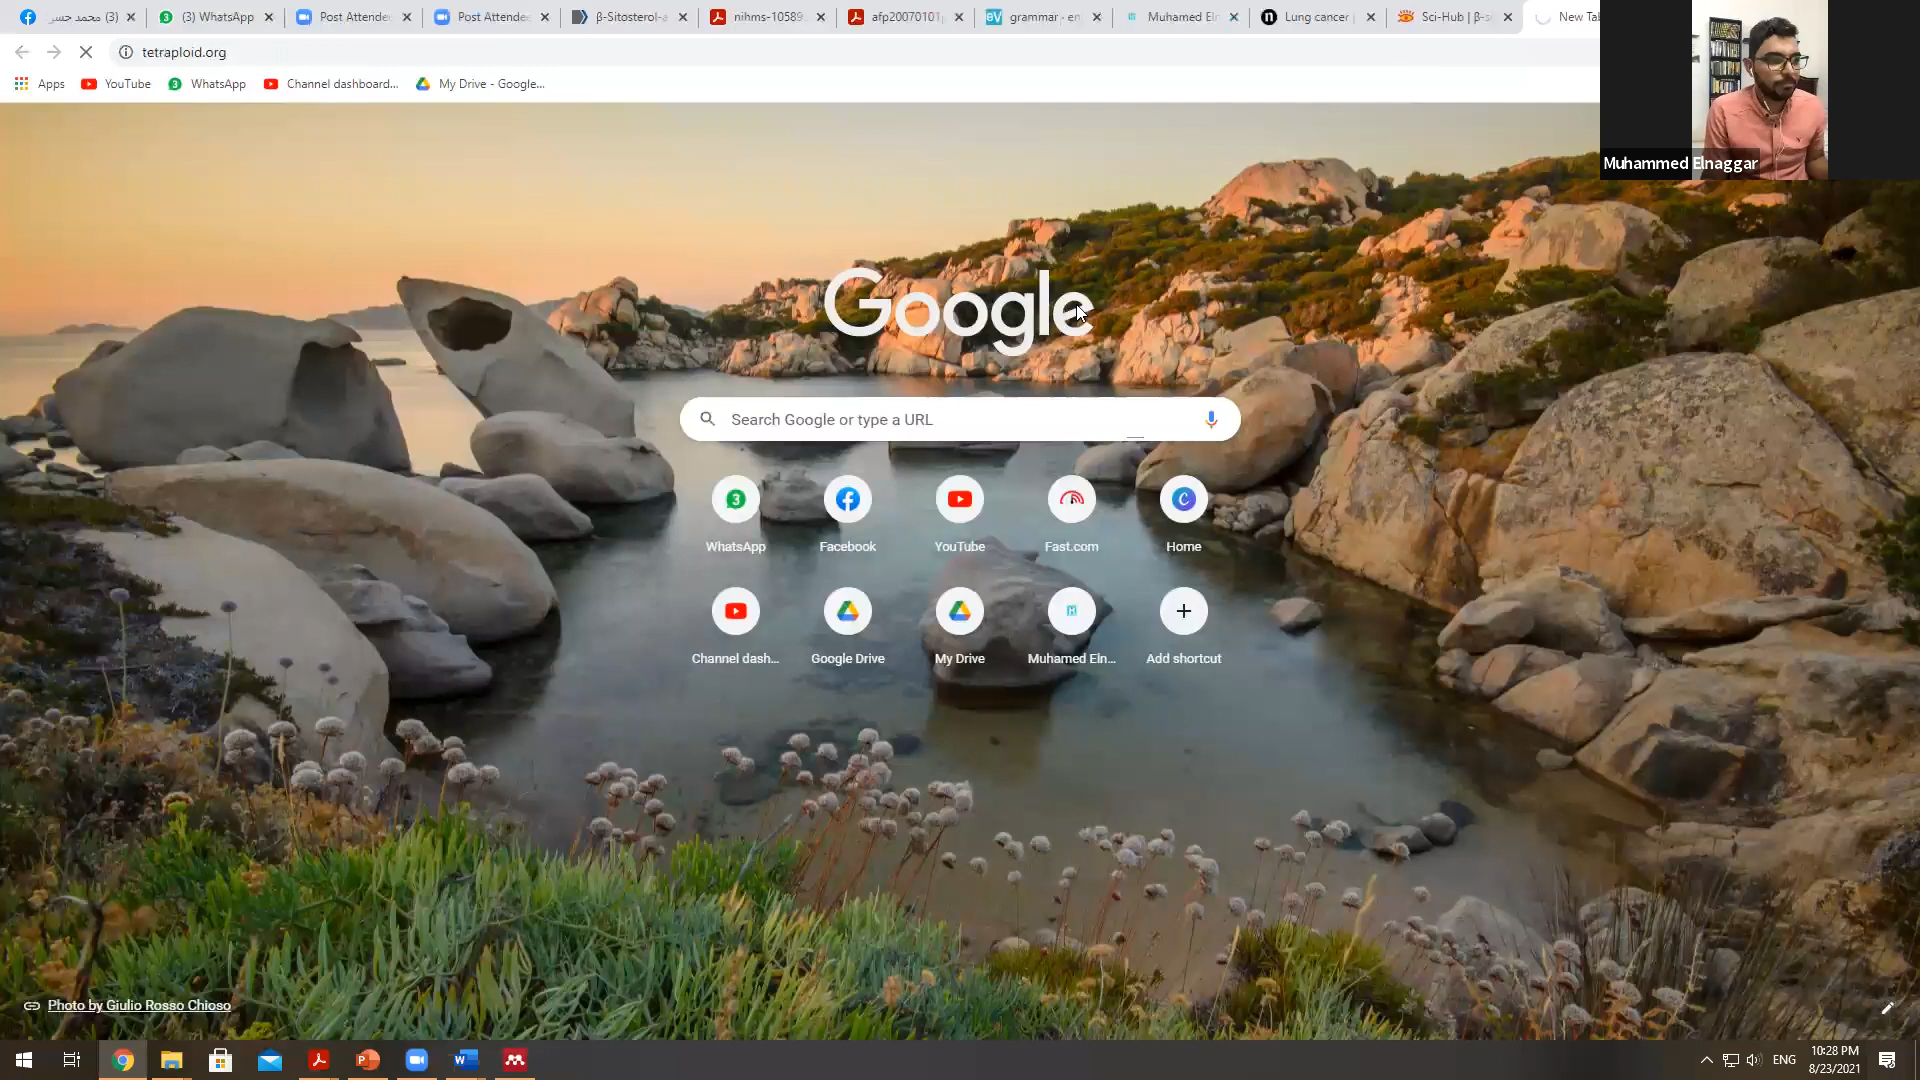 محمد حسر (3)
(3) WhatsApp
Post Attende
Post Attende
β-Sitosterol-a
nihms-10589
afp20070101
grammar - en
Muhamed El
Lung cancer
Sci-Hub | β-s
New Tab
tetraploid.org
Apps
YouTube
WhatsApp
Channel dashboard...
My Drive - Google...
Muhammed Elnaggar
Google
Search Google or type a URL
WhatsApp
Facebook
YouTube
Fast.com
Home
Channel dash...
Google Drive
My Drive
Muhamed Eln...
Add shortcut
Photo by Giulio Rosso Chioso
ENG
10:28 PM
8/23/2021